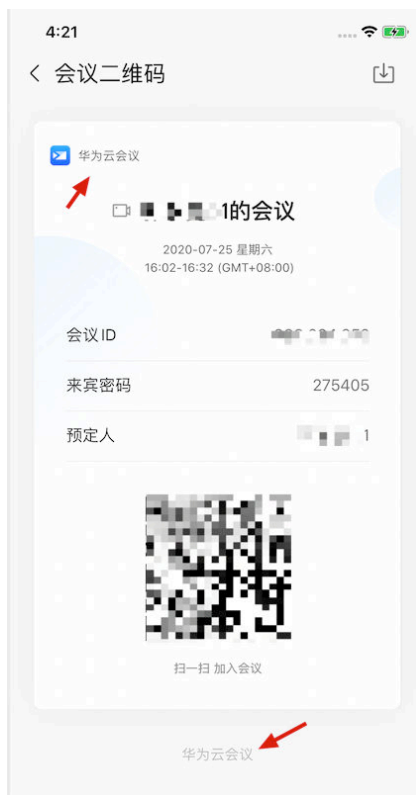 4:21
会议二维码
华为云会议
1的会议
2020-07-25 星期六
16:02-16:32 (GMT+08:00)
会议 ID
来宾密码 275405
预定人 1
扫一扫 加入会议
华为云会议